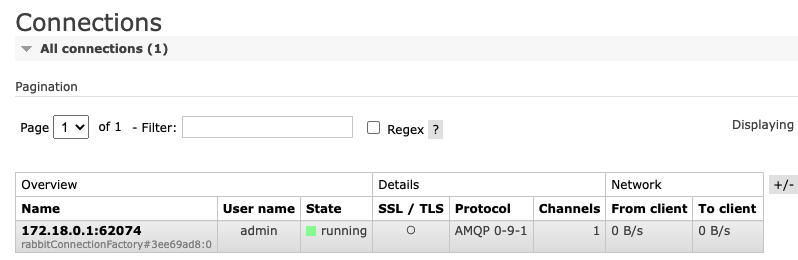 Connections
All connections (1)
Pagination
Page 1 of 1 - Filter: Regex ? Displaying
Overview Details Network +/-
Name User name State SSL / TLS Protocol Channels From client To client
172.18.0.1:62074 admin running ○ AMQP 0-9-1 1 0 B/s 0 B/s
rabbitConnectionFactory#3ee69ad8:0